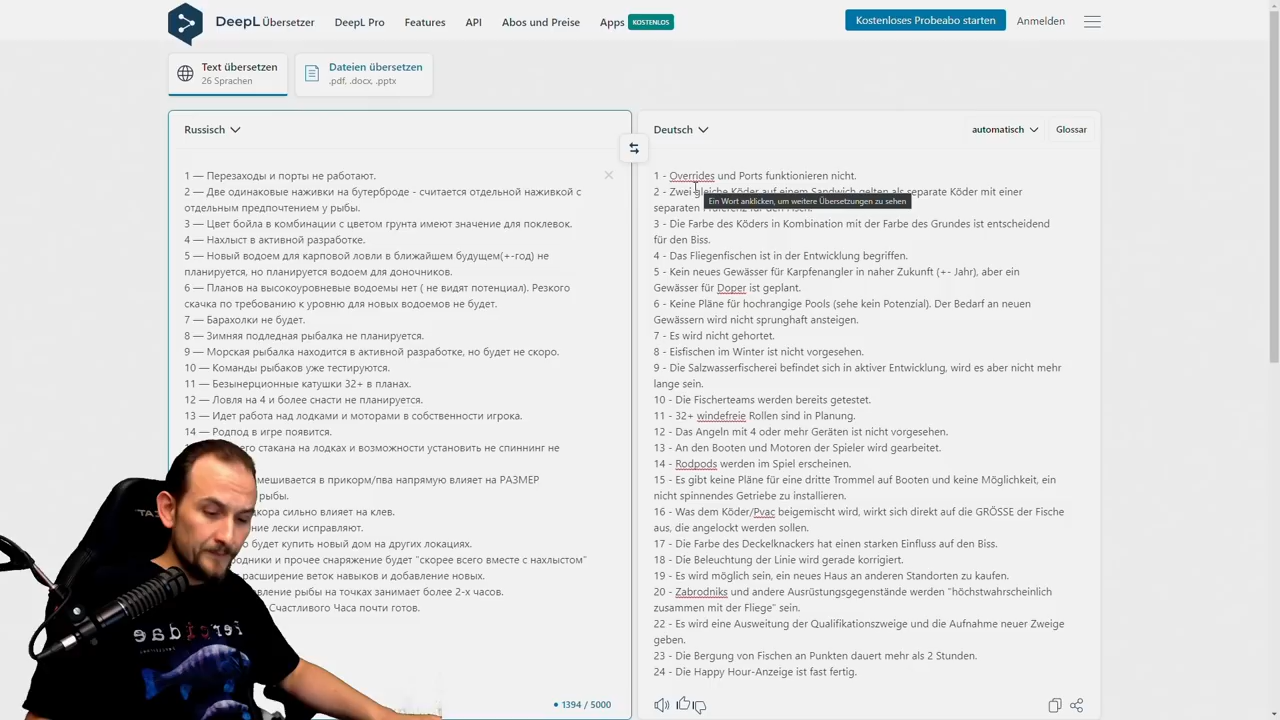 DeepL Übersetzer
DeepL Pro
Features
API
Abos und Preise
Apps KOSTENLOS
Kostenloses Probeabo starten
Anmelden
Text übersetzen
26 Sprachen
Dateien übersetzen
.pdf, .docx, .pptx
Russisch
1 — Перезаходы и порты не работают.
2 — Две одинаковые наживки на бутерброде - считается отдельной наживкой с
отдельным предпочтением у рыбы.
3 — Цвет бойла в комбинации с цветом грунта имеют значение для поклевок.
4 — Нахлыст в активной разработке.
5 — Новый водоем для карповой ловли в ближайшем будущем(+-год) не
планируется, но планируется водоем для доночников.
6 — Планов на высокоуровневые водоемы нет ( не видят потенциал). Резкого
скачка по требованию к уровню для новых водоемов не будет.
7 — Барахолки не будет.
8 — Зимняя подледная рыбалка не планируется.
9 — Морская рыбалка находится в активной разработке, но будет не скоро.
10 — Команды рыбаков уже тестируются.
11 — Безынерционные катушки 32+ в планах.
12 — Ловля на 4 и более снасти не планируется.
13 — Идет работа над лодками и моторами в собственности игрока.
14 — Родпод в игре появится.
его стакана на лодках и возможности установить не спиннинг не
мешивается в прикорм/пва напрямую влияет на РАЗМЕР
рыбы.
дкора сильно влияет на клев.
ние лески исправляют.
о будет купить новый дом на других локациях.
родники и прочее снаряжение будет "скорее всего вместе с нахлыстом"
расширение веток навыков и добавление новых.
овление рыбы на точках занимает более 2-х часов.
Счастливого Часа почти готов.
1394 / 5000
Deutsch
automatisch
Glossar
1 - Overrides und Ports funktionieren nicht.
2 - Zwei gleiche Köder auf einem Sandwich gelten als separate Köder mit einer
Ein Wort anklicken, um weitere Übersetzungen zu sehen
separaten
3 - Die Farbe des Köders in Kombination mit der Farbe des Grundes ist entscheidend
für den Biss.
4 - Das Fliegenfischen ist in der Entwicklung begriffen.
5 - Kein neues Gewässer für Karpfenangler in naher Zukunft (+- Jahr), aber ein
Gewässer für Doper ist geplant.
6 - Keine Pläne für hochrangige Pools (sehe kein Potenzial). Der Bedarf an neuen
Gewässern wird nicht sprunghaft ansteigen.
7 - Es wird nicht gehortet.
8 - Eisfischen im Winter ist nicht vorgesehen.
9 - Die Salzwasserfischerei befindet sich in aktiver Entwicklung, wird es aber nicht mehr
lange sein.
10 - Die Fischerteams werden bereits getestet.
11 - 32+ windefreie Rollen sind in Planung.
12 - Das Angeln mit 4 oder mehr Geräten ist nicht vorgesehen.
13 - An den Booten und Motoren der Spieler wird gearbeitet.
14 - Rodpods werden im Spiel erscheinen.
15 - Es gibt keine Pläne für eine dritte Trommel auf Booten und keine Möglichkeit, ein
nicht spinnendes Getriebe zu installieren.
16 - Was dem Köder/Pvac beigemischt wird, wirkt sich direkt auf die GRÖSSE der Fische
aus, die angelockt werden sollen.
17 - Die Farbe des Deckelknackers hat einen starken Einfluss auf den Biss.
18 - Die Beleuchtung der Linie wird gerade korrigiert.
19 - Es wird möglich sein, ein neues Haus an anderen Standorten zu kaufen.
20 - Zabrodniks und andere Ausrüstungsgegenstände werden "höchstwahrscheinlich
zusammen mit der Fliege" sein.
22 - Es wird eine Ausweitung der Qualifikationszweige und die Aufnahme neuer Zweige
geben.
23 - Die Bergung von Fischen an Punkten dauert mehr als 2 Stunden.
24 - Die Happy Hour-Anzeige ist fast fertig.